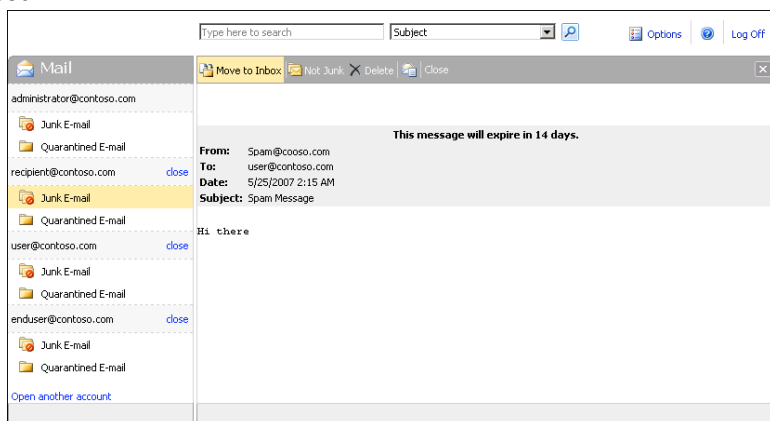 Type here to search Subject Options Log Off
Mail
Move to Inbox Not Junk Delete Close
administrator@contoso.com
Junk E-mail
Quarantined E-mail
recipient@contoso.com close
Junk E-mail
Quarantined E-mail
user@contoso.com close
Junk E-mail
Quarantined E-mail
enduser@contoso.com close
Junk E-mail
Quarantined E-mail
Open another account
This message will expire in 14 days.
From: Spam@cooso.com
To: user@contoso.com
Date: 5/25/2007 2:15 AM
Subject: Spam Message
Hi there